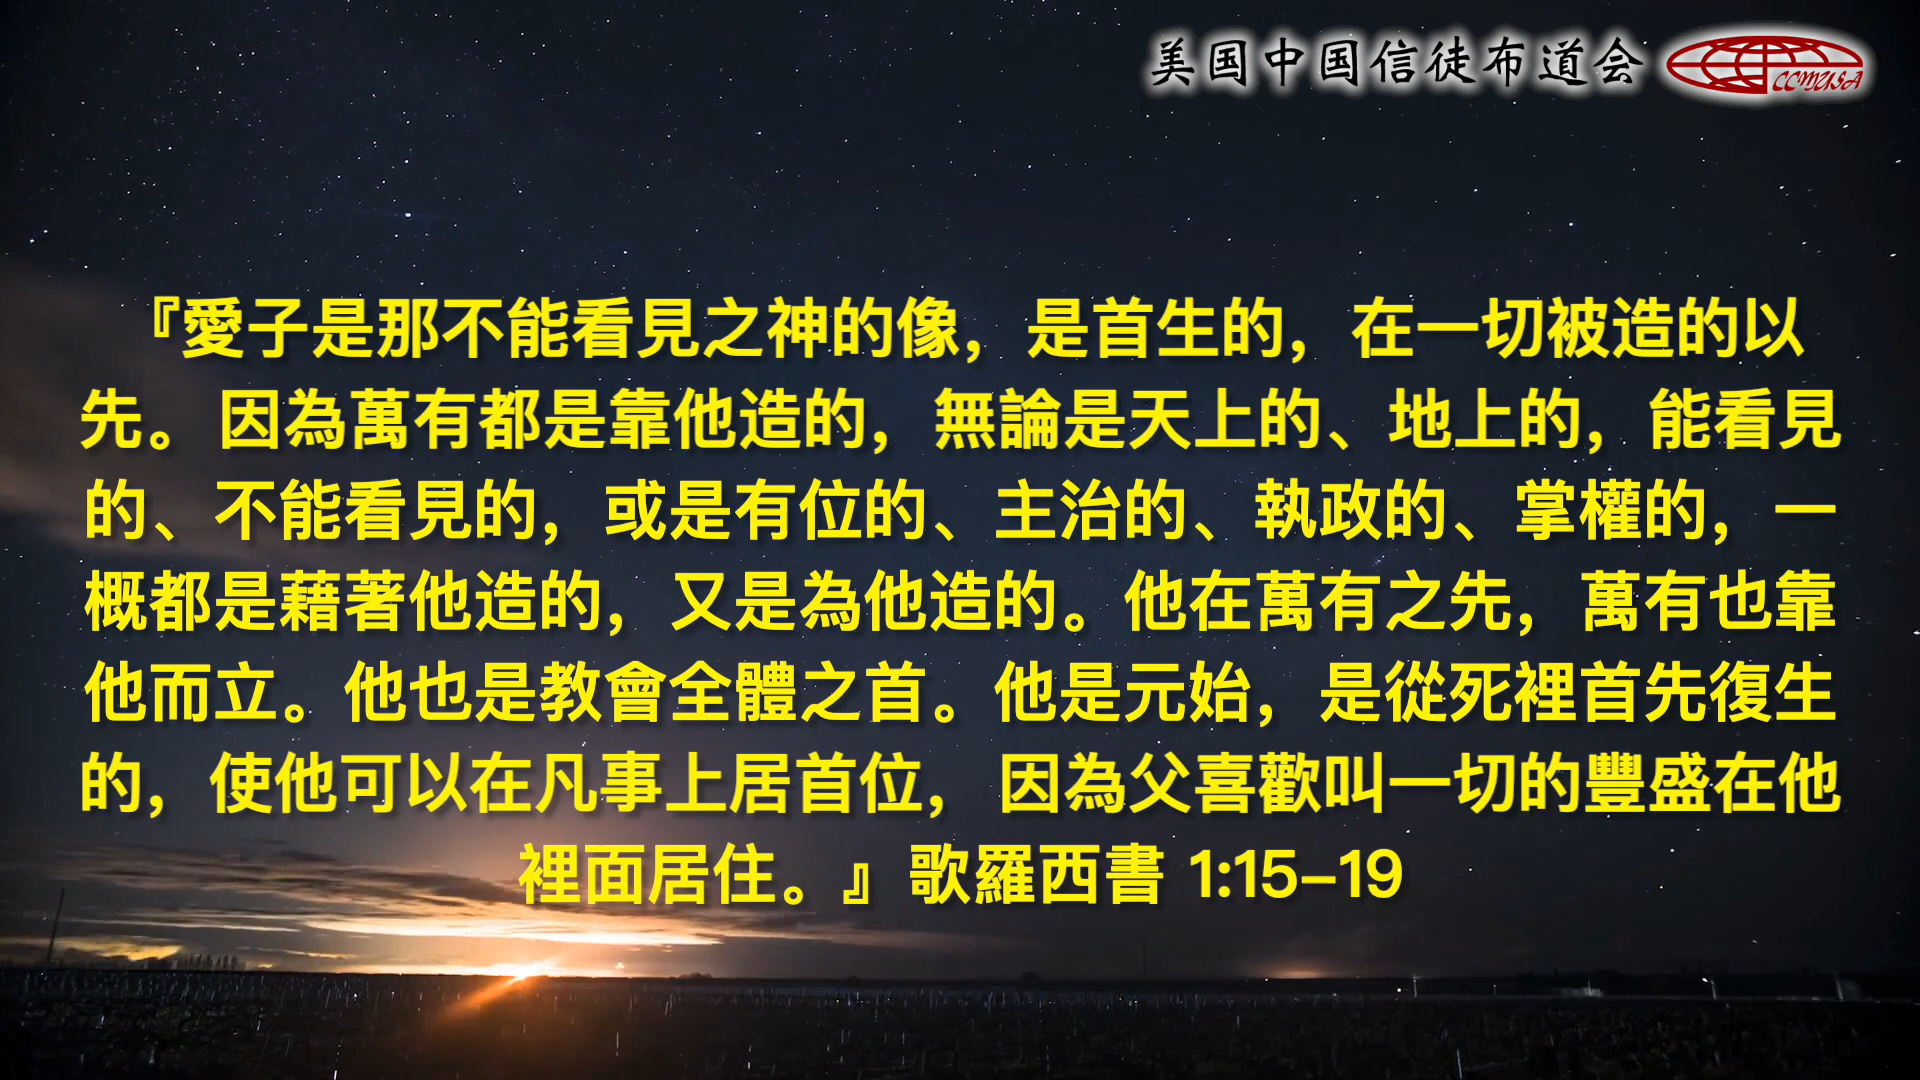 美国中国信徒布道会
CCMUSA
『愛子是那不能看見之神的像，是首生的，在一切被造的以
先。 因為萬有都是靠他造的，無論是天上的、地上的，能看見
的、不能看見的，或是有位的、主治的、執政的、掌權的，一
概都是藉著他造的，又是為他造的。他在萬有之先，萬有也靠
他而立。他也是教會全體之首。他是元始，是從死裡首先復生
的，使他可以在凡事上居首位， 因為父喜歡叫一切的豐盛在他
裡面居住。』歌羅西書 1:15–19